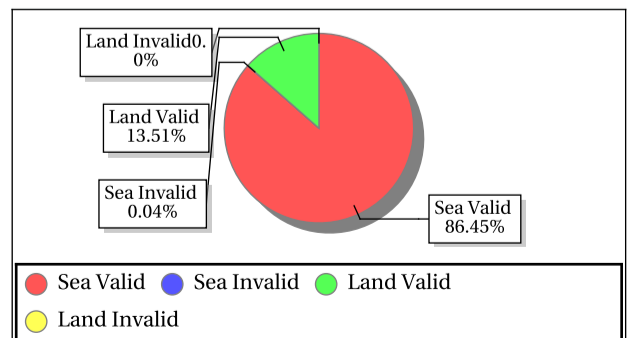 Land Invalid0.
0%
Land Valid
13.51%
Sea Invalid
0.04%
Sea Valid
86.45%
Sea Valid Sea Invalid Land Valid
Land Invalid